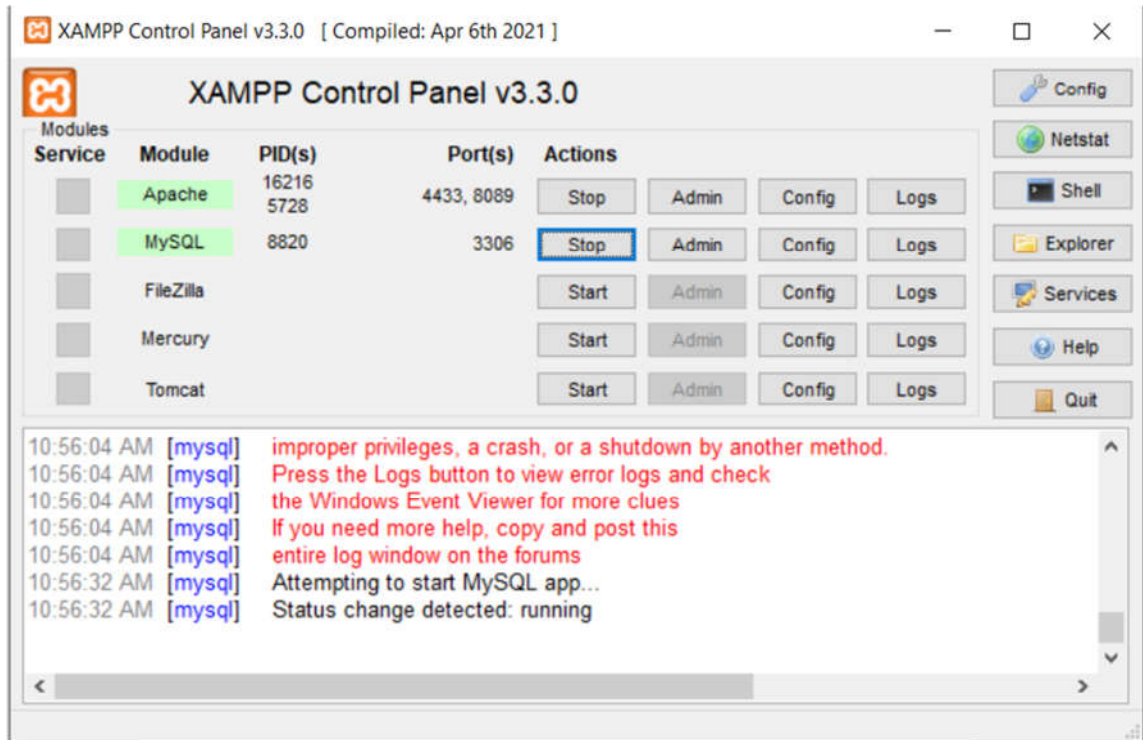 XAMPP Control Panel v3.3.0 [ Compiled: Apr 6th 2021 ]
XAMPP Control Panel v3.3.0
Config
Modules
Netstat
Service Module PID(s) Port(s) Actions
Apache 16216 5728 4433, 8089 Stop Admin Config Logs
Shell
MySQL 8820 3306 Stop Admin Config Logs
Explorer
FileZilla Start Admin Config Logs
Services
Mercury Start Admin Config Logs
Help
Tomcat Start Admin Config Logs
Quit
10:56:04 AM [mysql] improper privileges, a crash, or a shutdown by another method.
10:56:04 AM [mysql] Press the Logs button to view error logs and check
10:56:04 AM [mysql] the Windows Event Viewer for more clues
10:56:04 AM [mysql] If you need more help, copy and post this
10:56:04 AM [mysql] entire log window on the forums
10:56:32 AM [mysql] Attempting to start MySQL app...
10:56:32 AM [mysql] Status change detected: running